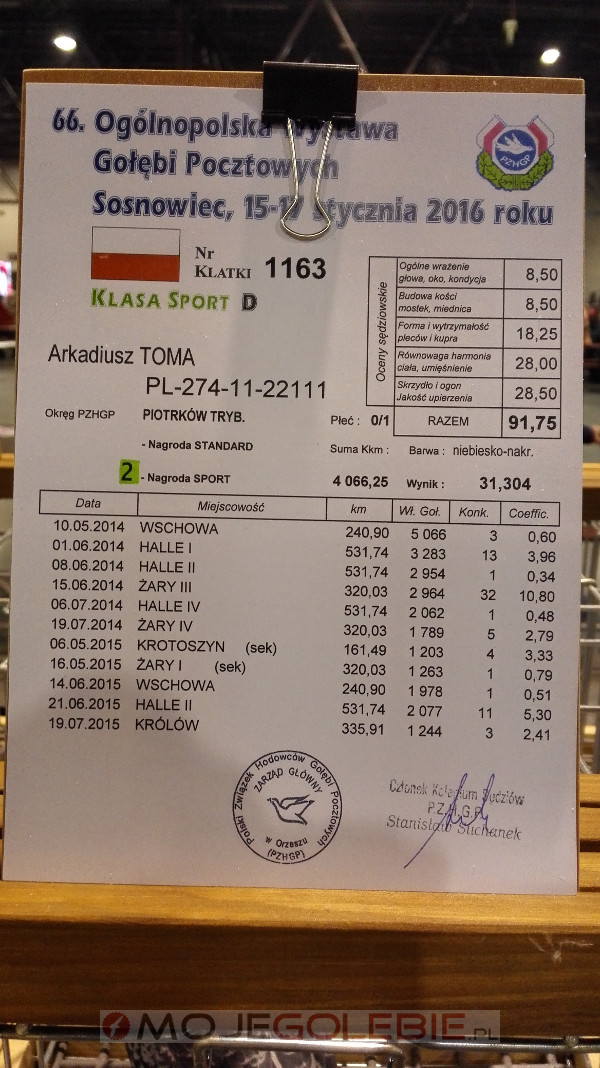 66. Ogólnopolska Wystawa
Gołębi Pocztowych
Sosnowiec, 15-17 stycznia 2016 roku
PZHGP
Nr
KLATKI 1163
KLASA SPORT D
Oceny sędziowskie
Ogólne wrażenie
głowa, oko, kondycja 8,50
Budowa kości
mostek, miednica 8,50
Forma i wytrzymałość
pleców i kupra 18,25
Równowaga harmonia
ciała, umięśnienie 28,00
Skrzydło i ogon
Jakość upierzenia 28,50
RAZEM 91,75
Arkadiusz TOMA
PL-274-11-22111
Okręg PZHGP PIOTRKÓW TRYB. Płeć : 0/1
- Nagroda STANDARD Suma Kkm : Barwa : niebiesko-nakr.
2 - Nagroda SPORT 4 066,25 Wynik : 31,304
Data Miejscowość km Wł. Goł. Konk. Coeffic.
10.05.2014 WSCHOWA 240,90 5 066 3 0,60
01.06.2014 HALLE I 531,74 3 283 13 3,96
08.06.2014 HALLE II 531,74 2 954 1 0,34
15.06.2014 ŻARY III 320,03 2 964 32 10,80
06.07.2014 HALLE IV 531,74 2 062 1 0,48
19.07.2014 ŻARY IV 320,03 1 789 5 2,79
06.05.2015 KROTOSZYN (sek) 161,49 1 203 4 3,33
16.05.2015 ŻARY I (sek) 320,03 1 263 1 0,79
14.06.2015 WSCHOWA 240,90 1 978 1 0,51
21.06.2015 HALLE II 531,74 2 077 11 5,30
19.07.2015 KRÓLÓW 335,91 1 244 3 2,41
Polski Związek Hodowców Gołębi Pocztowych
ZARZĄD GŁÓWNY
w Orzeszu
(PZHGP)
Członek Kolegium Sędziów
P.Z.H.G.P.
Stanisław Suchanek
MOJEGOLEBIE.PL